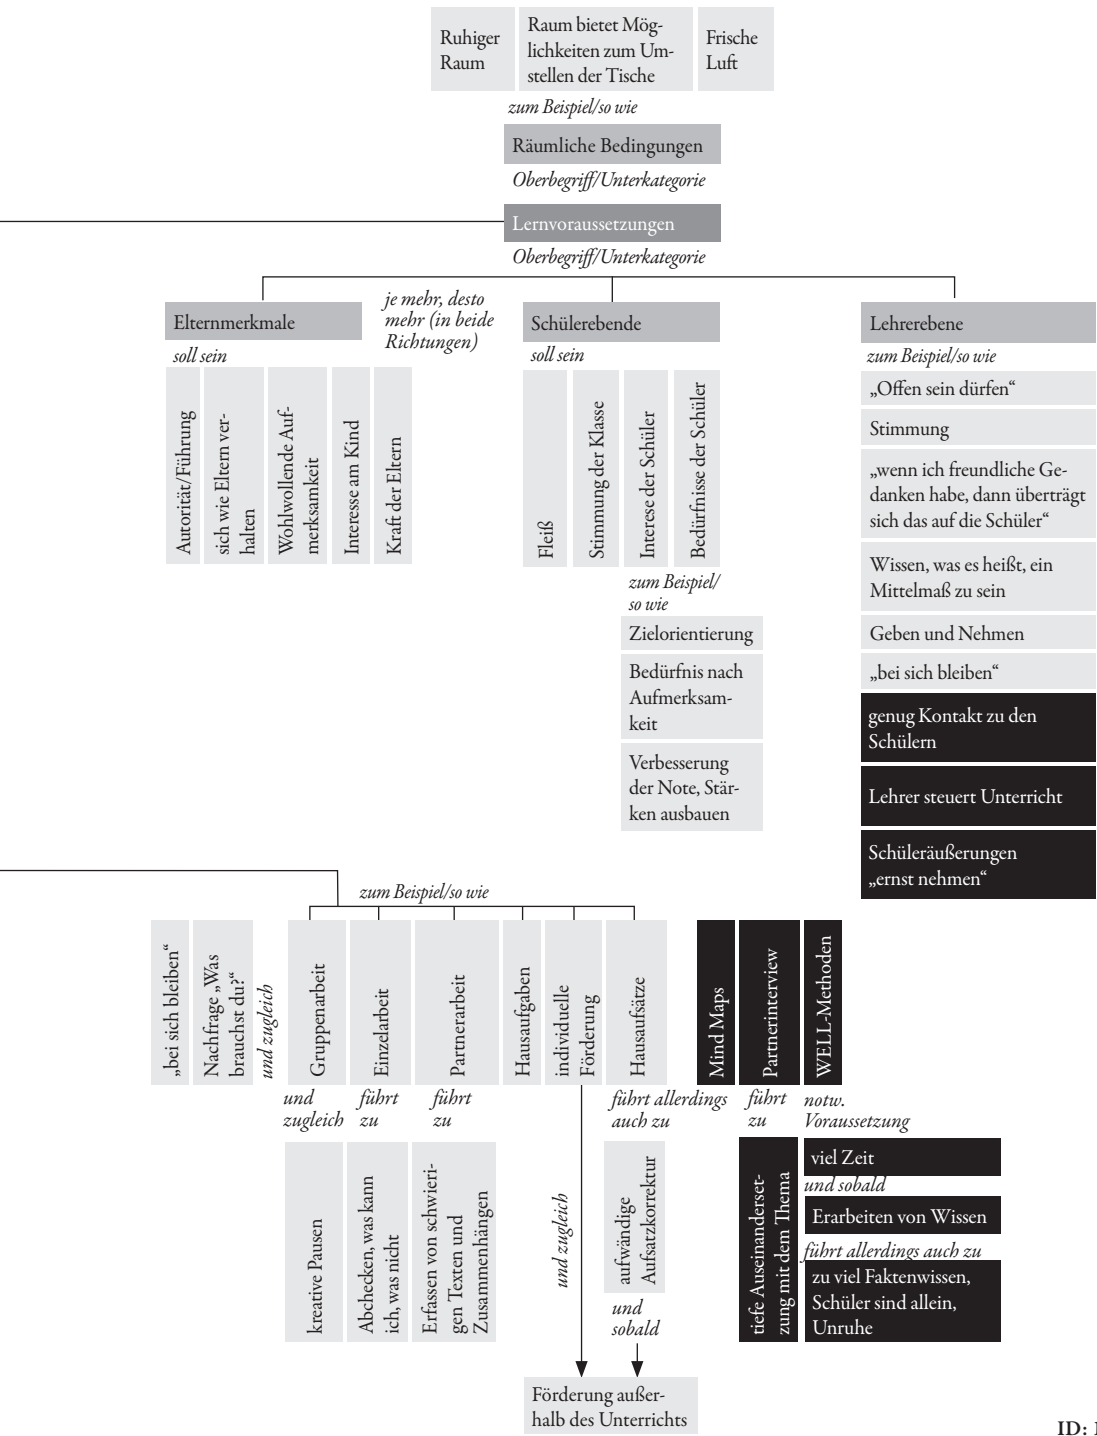 Ruhiger
Raum
Raum bietet Mög-
lichkeiten zum Um-
stellen der Tische
Frische
Luft
zum Beispiel/so wie
Räumliche Bedingungen
Oberbegriff/Unterkategorie
Lernvoraussetzungen
Oberbegriff/Unterkategorie
Elternmerkmale
soll sein
Autorität/Führung
sich wie Eltern ver-
halten
Wohlwollende Auf-
merksamkeit
Interesse am Kind
Kraft der Eltern
je mehr, desto
mehr (in beide
Richtungen)
Schülerebende
soll sein
Fleiß
Stimmung der Klasse
Interese der Schüler
Bedürfnisse der Schüler
zum Beispiel/
so wie
Zielorientierung
Bedürfnis nach
Aufmerksam-
keit
Verbesserung
der Note, Stär-
ken ausbauen
Lehrerebene
zum Beispiel/so wie
„Offen sein dürfen“
Stimmung
„wenn ich freundliche Ge-
danken habe, dann überträgt
sich das auf die Schüler“
Wissen, was es heißt, ein
Mittelmaß zu sein
Geben und Nehmen
„bei sich bleiben“
genug Kontakt zu den
Schülern
Lehrer steuert Unterricht
Schüleräußerungen
„ernst nehmen“
zum Beispiel/so wie
„bei sich bleiben“
Nachfrage „Was
brauchst du?“
und zugleich
Gruppenarbeit
Einzelarbeit
Partnerarbeit
Hausaufgaben
individuelle
Förderung
Hausaufsätze
Mind Maps
Partnerinterview
WELL-Methoden
und
zugleich
führt
zu
führt
zu
führt allerdings
auch zu
führt
zu
notw.
Voraussetzung
kreative Pausen
Abchecken, was kann
ich, was nicht
Erfassen von schwieri-
gen Texten und
Zusammenhängen
und zugleich
aufwändige
Aufsatzkorrektur
und
sobald
tiefe Auseinanderset-
zung mit dem Thema
viel Zeit
und sobald
Erarbeiten von Wissen
führt allerdings auch zu
zu viel Faktenwissen,
Schüler sind allein,
Unruhe
Förderung außer-
halb des Unterrichts
ID: